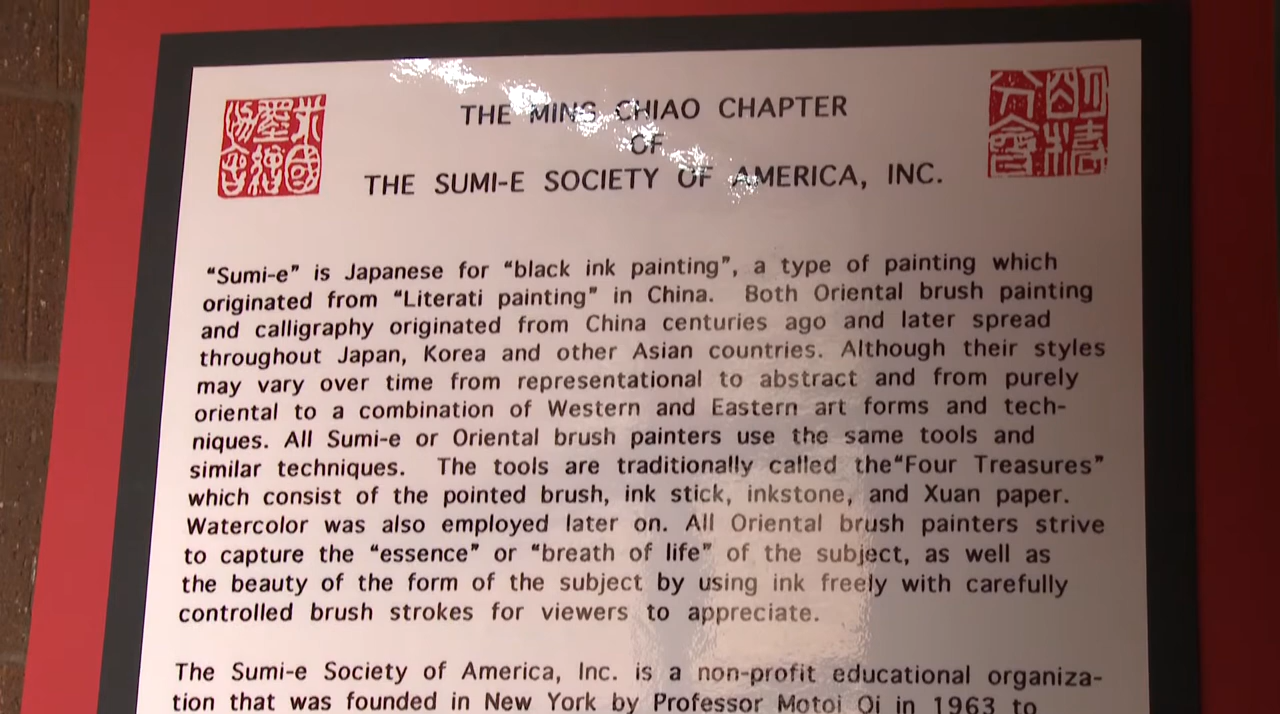 THE MING CHIAO CHAPTER
OF
THE SUMI-E SOCIETY OF AMERICA, INC.
“Sumi-e” is Japanese for “black ink painting”, a type of painting which
originated from “Literati painting” in China. Both Oriental brush painting
and calligraphy originated from China centuries ago and later spread
throughout Japan, Korea and other Asian countries. Although their styles
may vary over time from representational to abstract and from purely
oriental to a combination of Western and Eastern art forms and tech-
niques. All Sumi-e or Oriental brush painters use the same tools and
similar techniques. The tools are traditionally called the“Four Treasures”
which consist of the pointed brush, ink stick, inkstone, and Xuan paper.
Watercolor was also employed later on. All Oriental brush painters strive
to capture the “essence” or “breath of life” of the subject, as well as
the beauty of the form of the subject by using ink freely with carefully
controlled brush strokes for viewers to appreciate.
The Sumi-e Society of America, Inc. is a non-profit educational organiza-
tion that was founded in New York by Professor Motoi Oi in 1963 to